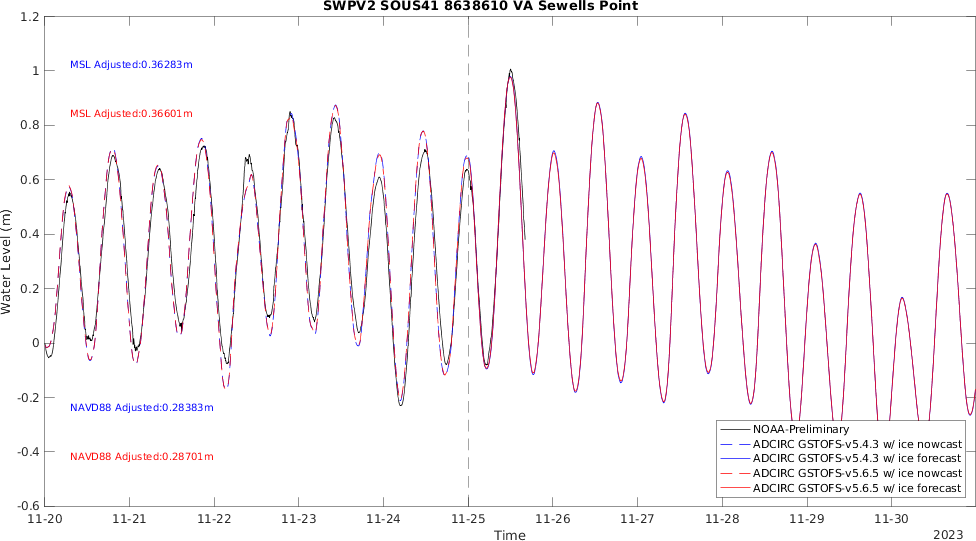 SWPV2 SOUS41 8638610 VA Sewells Point
1.2
1
0.8
0.6
0.4
0.2
0
-0.2
-0.4
-0.6
Water Level (m)
MSL Adjusted:0.36283m
MSL Adjusted:0.36601m
NAVD88 Adjusted:0.28383m
NAVD88 Adjusted:0.28701m
NOAA-Preliminary
ADCIRC GSTOFS-v5.4.3 w/ ice nowcast
ADCIRC GSTOFS-v5.4.3 w/ ice forecast
ADCIRC GSTOFS-v5.6.5 w/ ice nowcast
ADCIRC GSTOFS-v5.6.5 w/ ice forecast
11-20 11-21 11-22 11-23 11-24 11-25 11-26 11-27 11-28 11-29 11-30
Time
2023